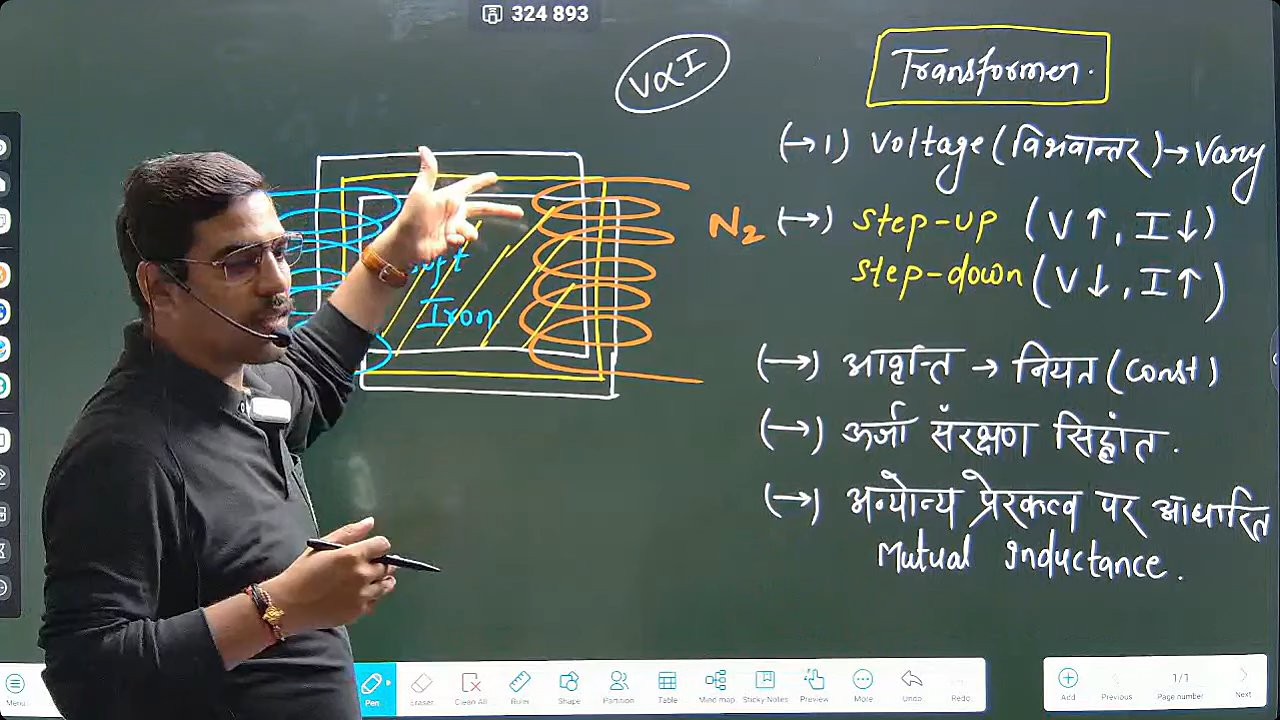 324 893
V∝I
Transformer.
(→1) Voltage (विभवान्तर) → Vary
N₂
(→) step-up (V↑, I↓)
step-down (V↓, I↑)
Soft
Iron
(→) आवृत्ति → नियत (Const)
(→) ऊर्जा संरक्षण सिद्धांत.
(→) अन्योन्य प्रेरकत्व पर आधारित
Mutual Inductance.
Menu
Pen
Eraser
Clean All
Ruler
Shape
Partition
Table
Mind map
Sticky Notes
Preview
More
Undo
Redo
Add
Previous
1/1
Page number
Next